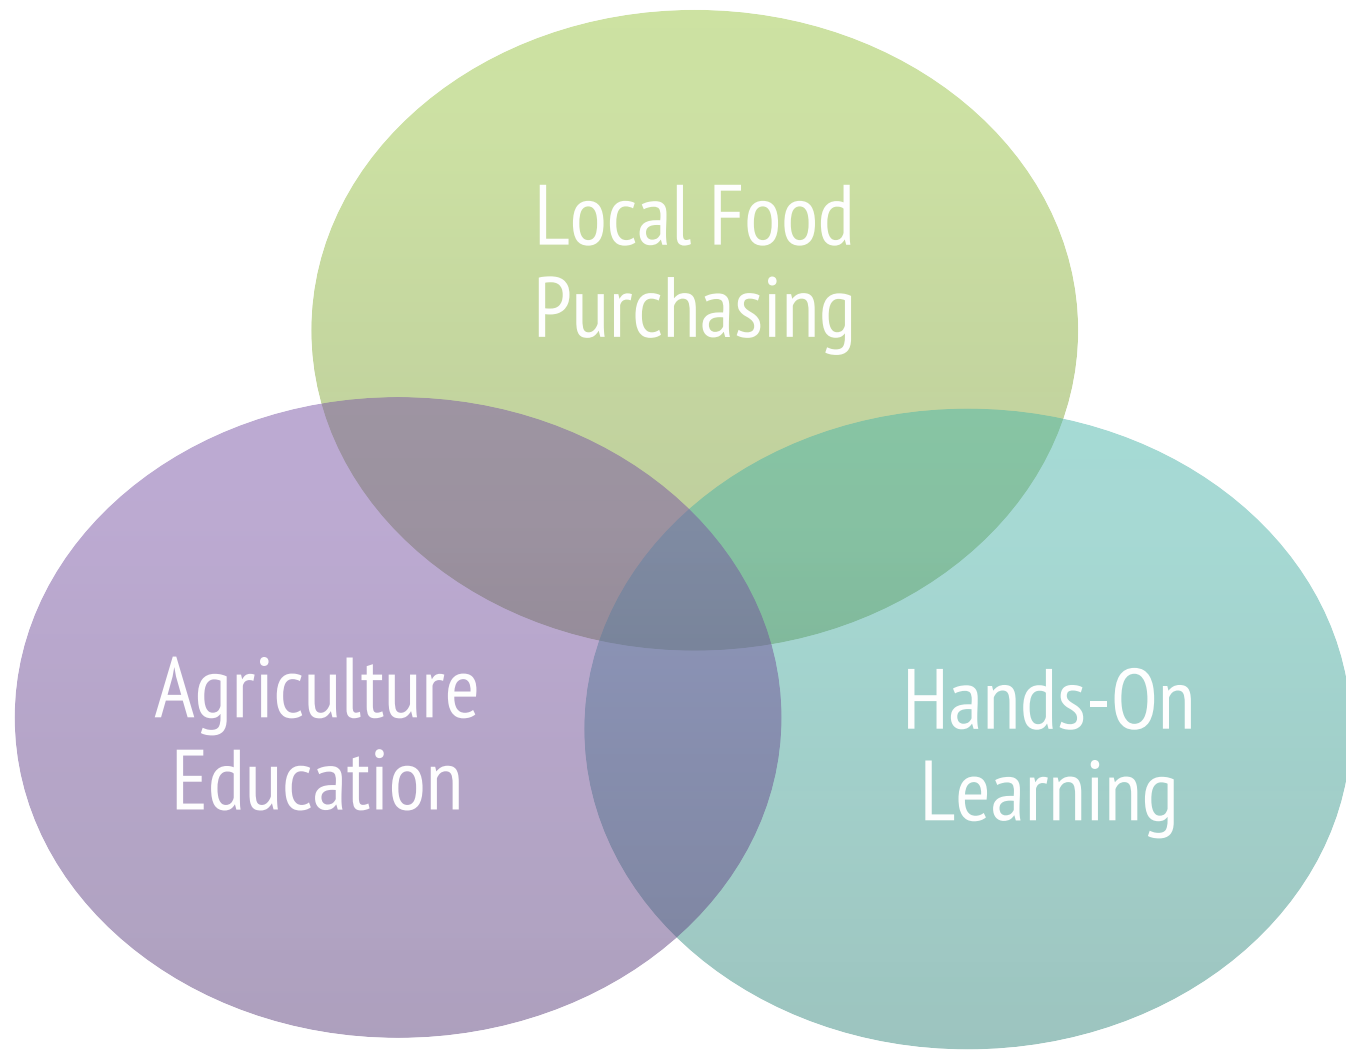 Local Food
Purchasing
Agriculture
Education
Hands-On
Learning